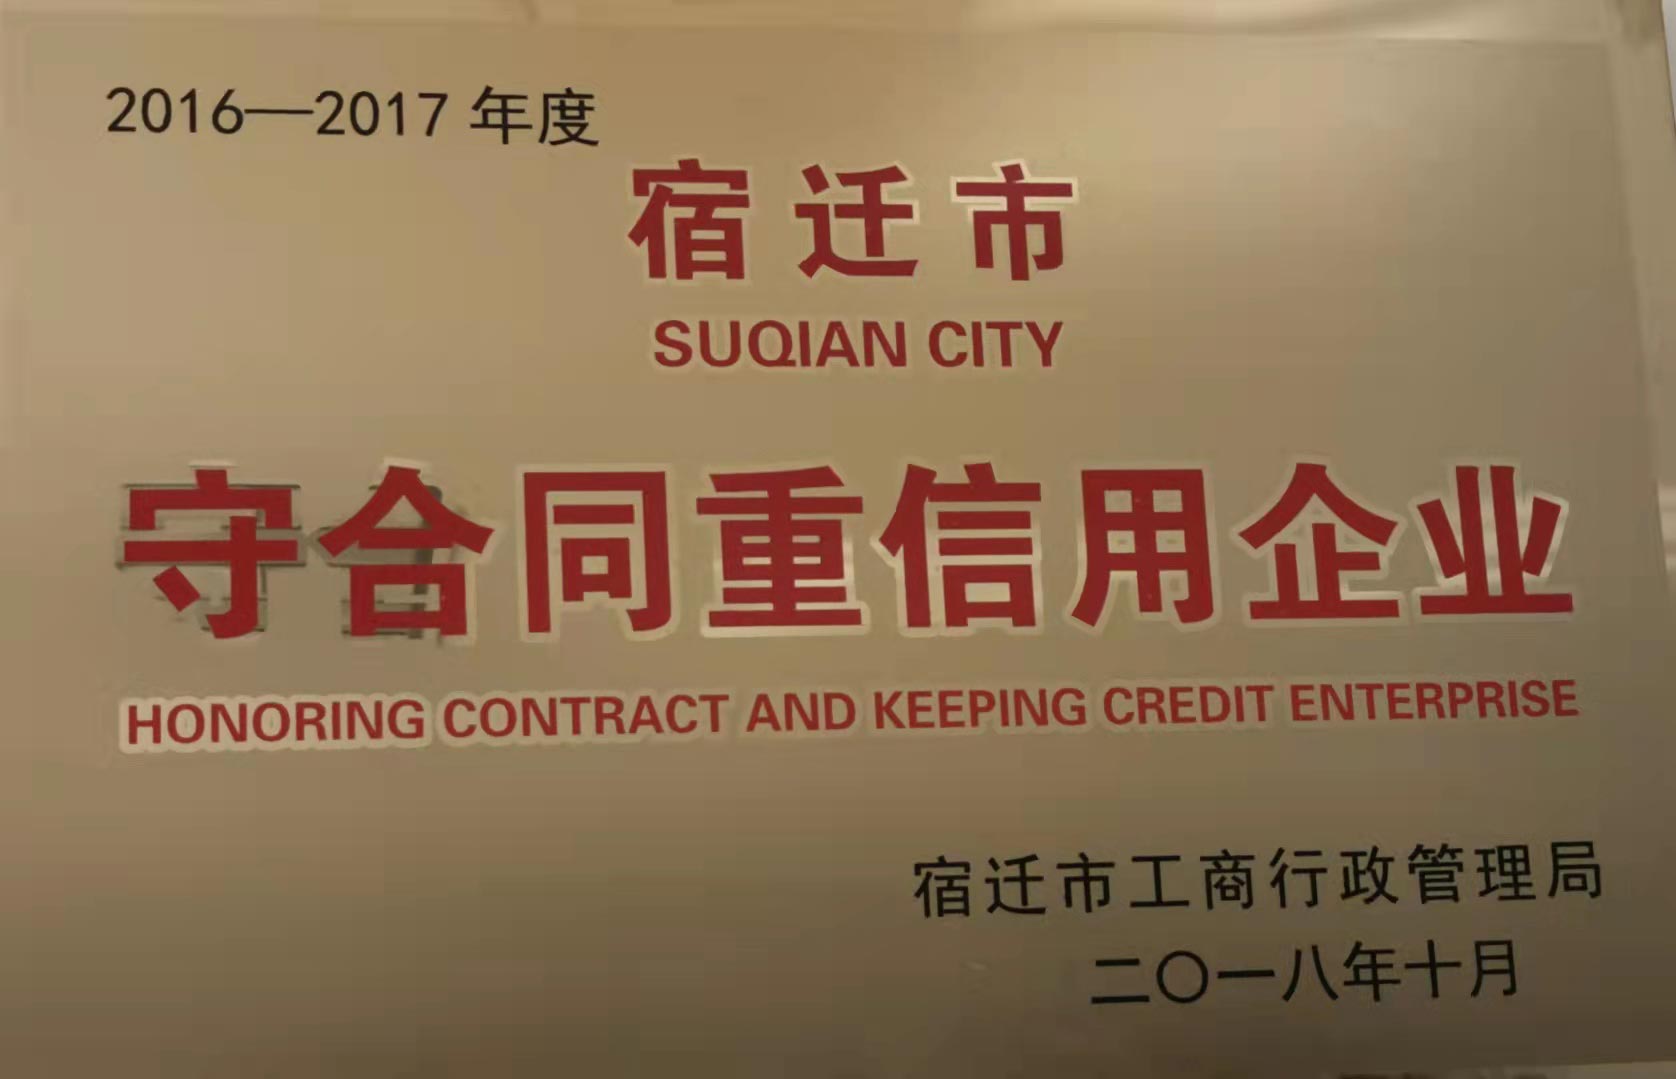 2016—2017 年度
宿迁市
SUQIAN CITY
守合同重信用企业
HONORING CONTRACT AND KEEPING CREDIT ENTERPRISE
宿迁市工商行政管理局
二〇一八年十月